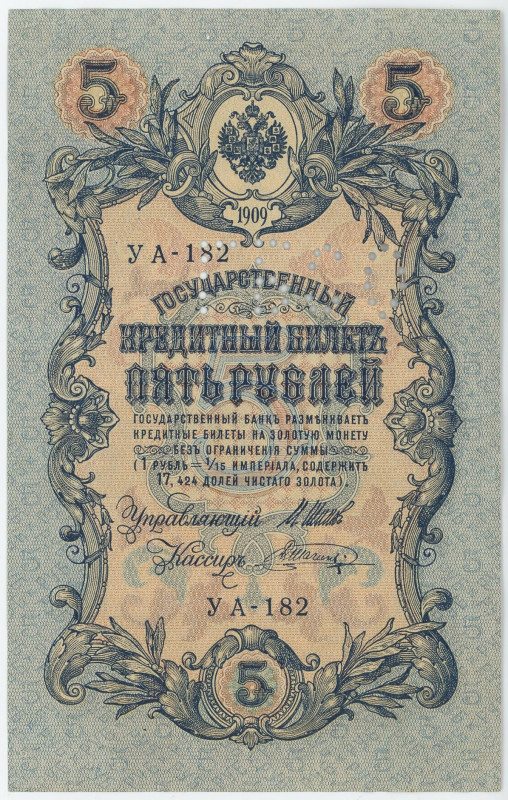 5 5
1909
УА-182
ГОСУДАРСТВЕННЫЙ
КРЕДИТНЫЙ БИЛЕТЪ
ПЯТЬ РУБЛЕЙ
ГОСУДАРСТВЕННЫЙ БАНКЪ РАЗМѢНИВАЕТЪ
КРЕДИТНЫЕ БИЛЕТЫ НА ЗОЛОТУЮ МОНЕТУ
БЕЗЪ ОГРАНИЧЕНІЯ СУММЫ
(1 РУБЛЬ = 1/15 ИМПЕРІАЛА, СОДЕРЖИТЪ
17,424 ДОЛЕЙ ЧИСТАГО ЗОЛОТА).
Управляющій
Кассиръ
УА-182
5